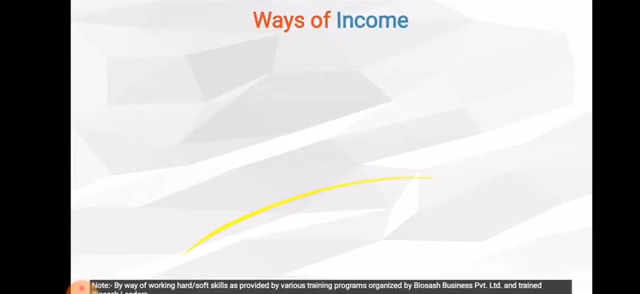 Ways of Income
Note:- By way of working hard/soft skills as provided by various training programs organized by Biosash Business Pvt. Ltd. and trained